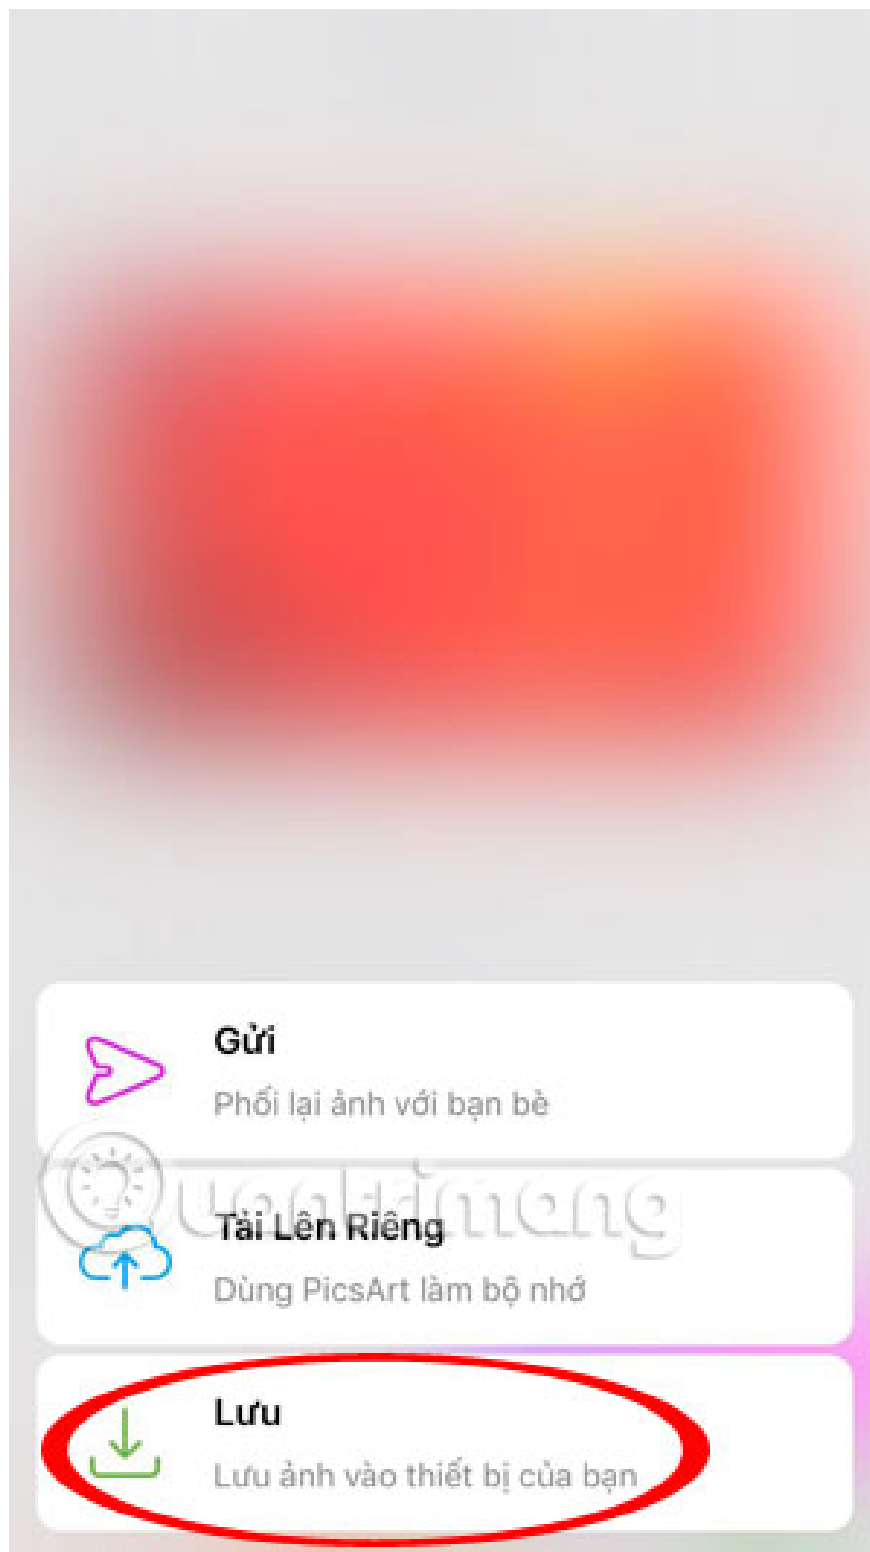 Gửi
Phối lại ảnh với bạn bè
Quantrimang
Tải Lên Riêng
Dùng PicsArt làm bộ nhớ
Lưu
Lưu ảnh vào thiết bị của bạn